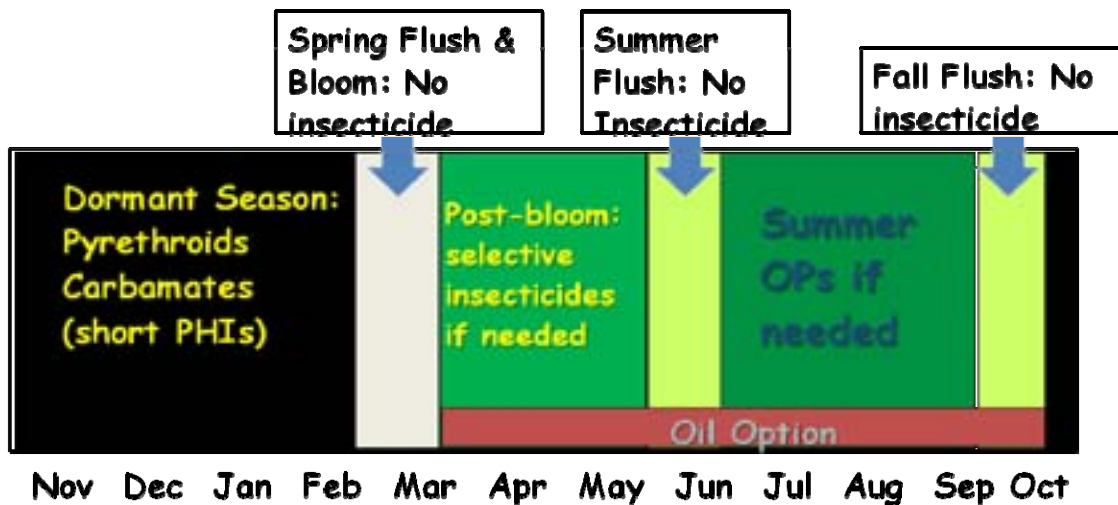 Spring Flush &
Bloom: No
insecticide
Summer
Flush: No
Insecticide
Fall Flush: No
insecticide
Dormant Season:
Pyrethroids
Carbamates
(short PHIs)
Post-bloom:
selective
insecticides
if needed
Summer
OPs if
needed
Oil Option
Nov Dec Jan Feb Mar Apr May Jun Jul Aug Sep Oct